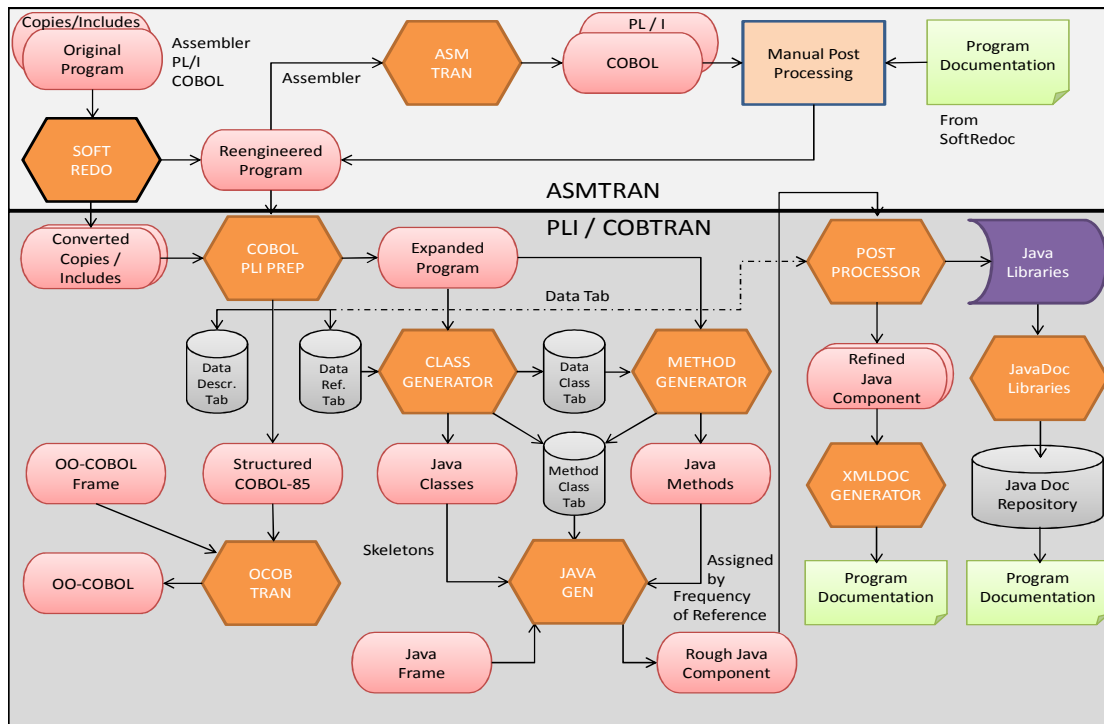 Copies/Includes
Original
Program
Assembler
PL/I
COBOL
Assembler
ASM
TRAN
PL / I
COBOL
Manual Post
Processing
Program
Documentation
From
SoftRedoc
SOFT
REDO
Reengineered
Program
ASMTRAN
PLI / COBTRAN
Converted
Copies /
Includes
COBOL
PLI PREP
Expanded
Program
POST
PROCESSOR
Java
Libraries
Data Tab
Data
Descr.
Tab
Data
Ref.
Tab
CLASS
GENERATOR
Data
Class
Tab
METHOD
GENERATOR
Refined
Java
Component
JavaDoc
Libraries
OO-COBOL
Frame
Structured
COBOL-85
Java
Classes
Method
Class
Tab
Java
Methods
XMLDOC
GENERATOR
Java Doc
Repository
Skeletons
OO-COBOL
OCOB
TRAN
JAVA
GEN
Assigned
by
Frequency
of Reference
Program
Documentation
Program
Documentation
Java
Frame
Rough Java
Component